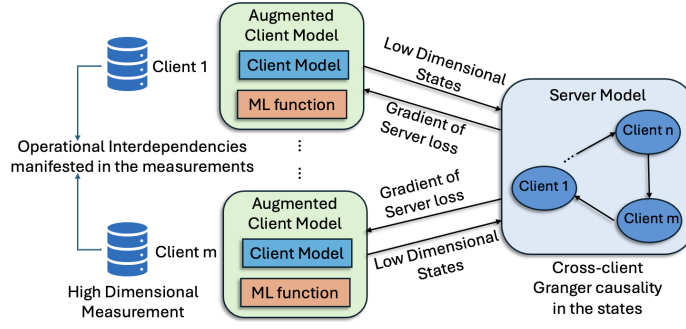 Augmented
Client Model
Client 1
Client Model
ML function
Low Dimensional
States
Gradient of
Server loss
Server Model
Client n
...
Client 1
Client m
Operational Interdependencies
manifested in the measurements
⋮
⋮
Gradient of
Server loss
Augmented
Client Model
Client m
Client Model
ML function
Low Dimensional
States
High Dimensional
Measurement
Cross-client
Granger causality
in the states